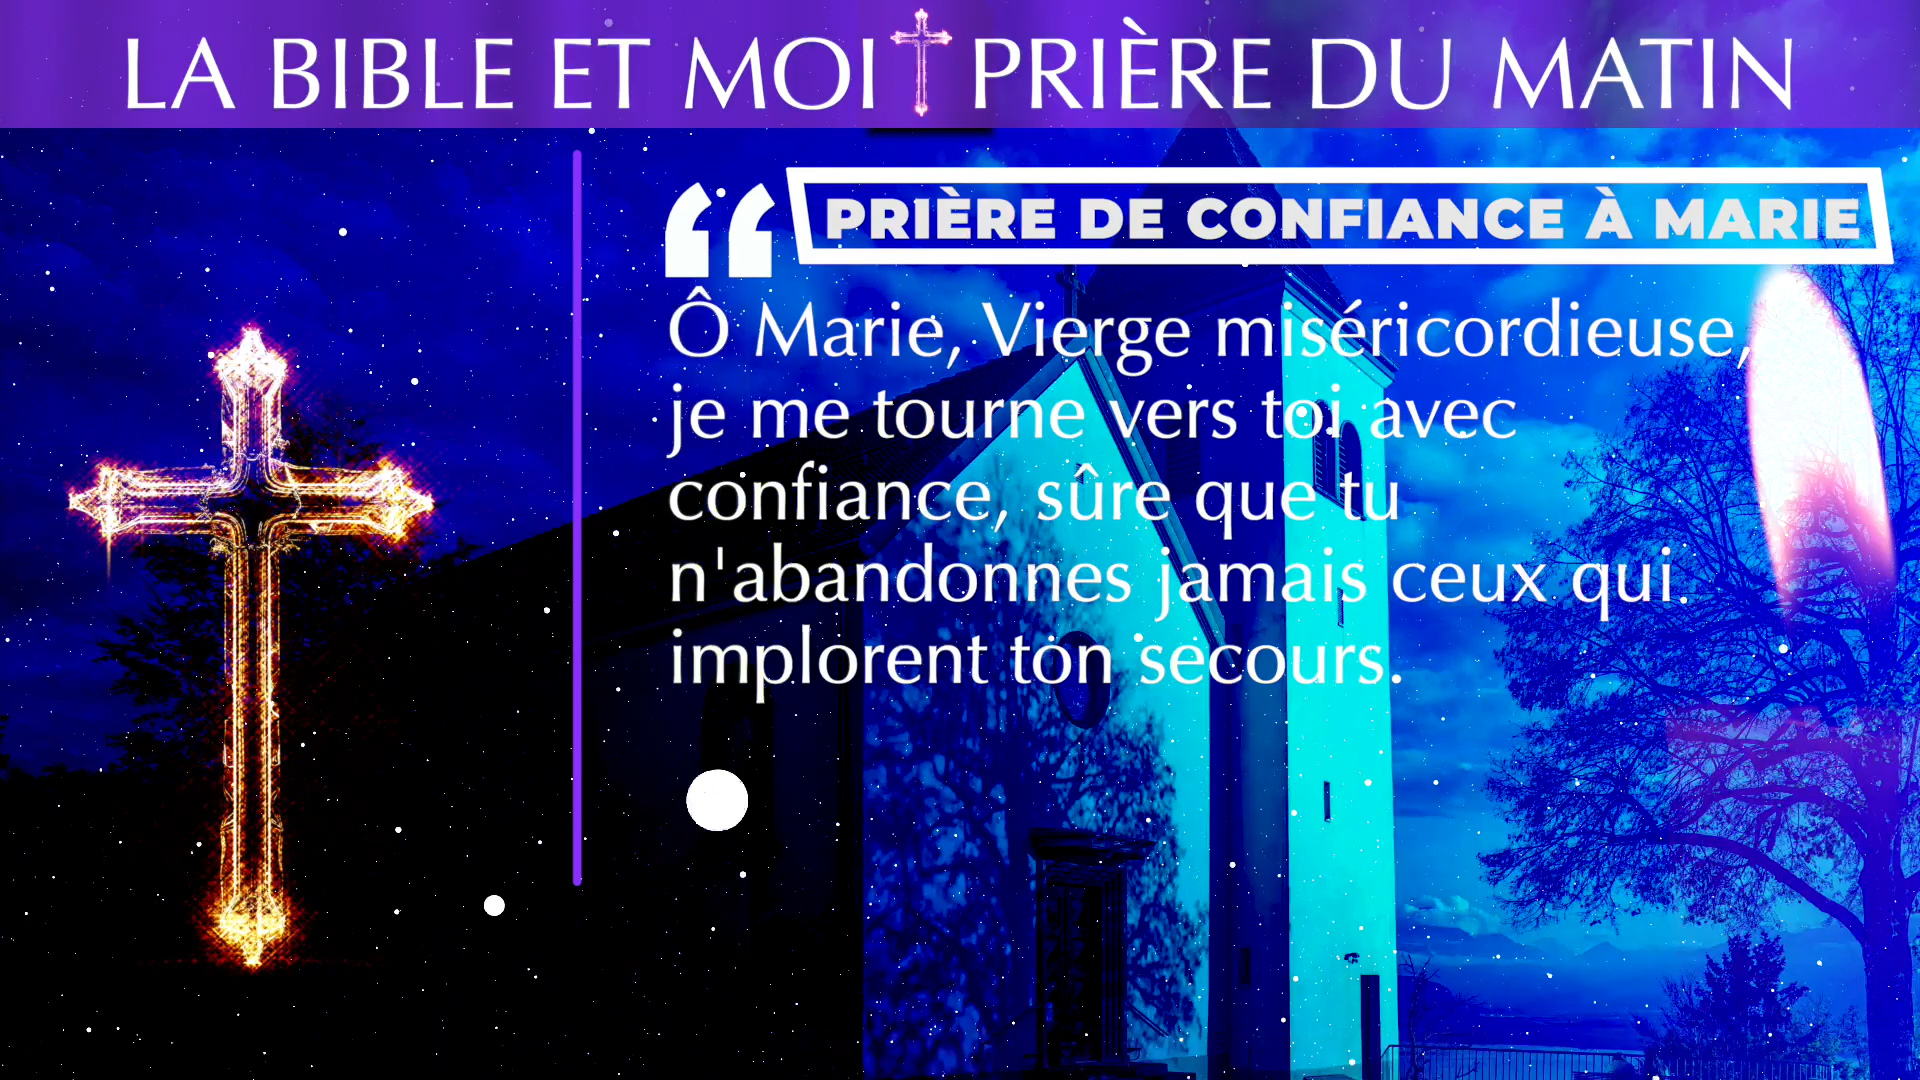 LA BIBLE ET MOI PRIÈRE DU MATIN
PRIÈRE DE CONFIANCE À MARIE
Ô Marie, Vierge miséricordieuse,
je me tourne vers toi avec
confiance, sûre que tu
n'abandonnes jamais ceux qui
implorent ton secours.